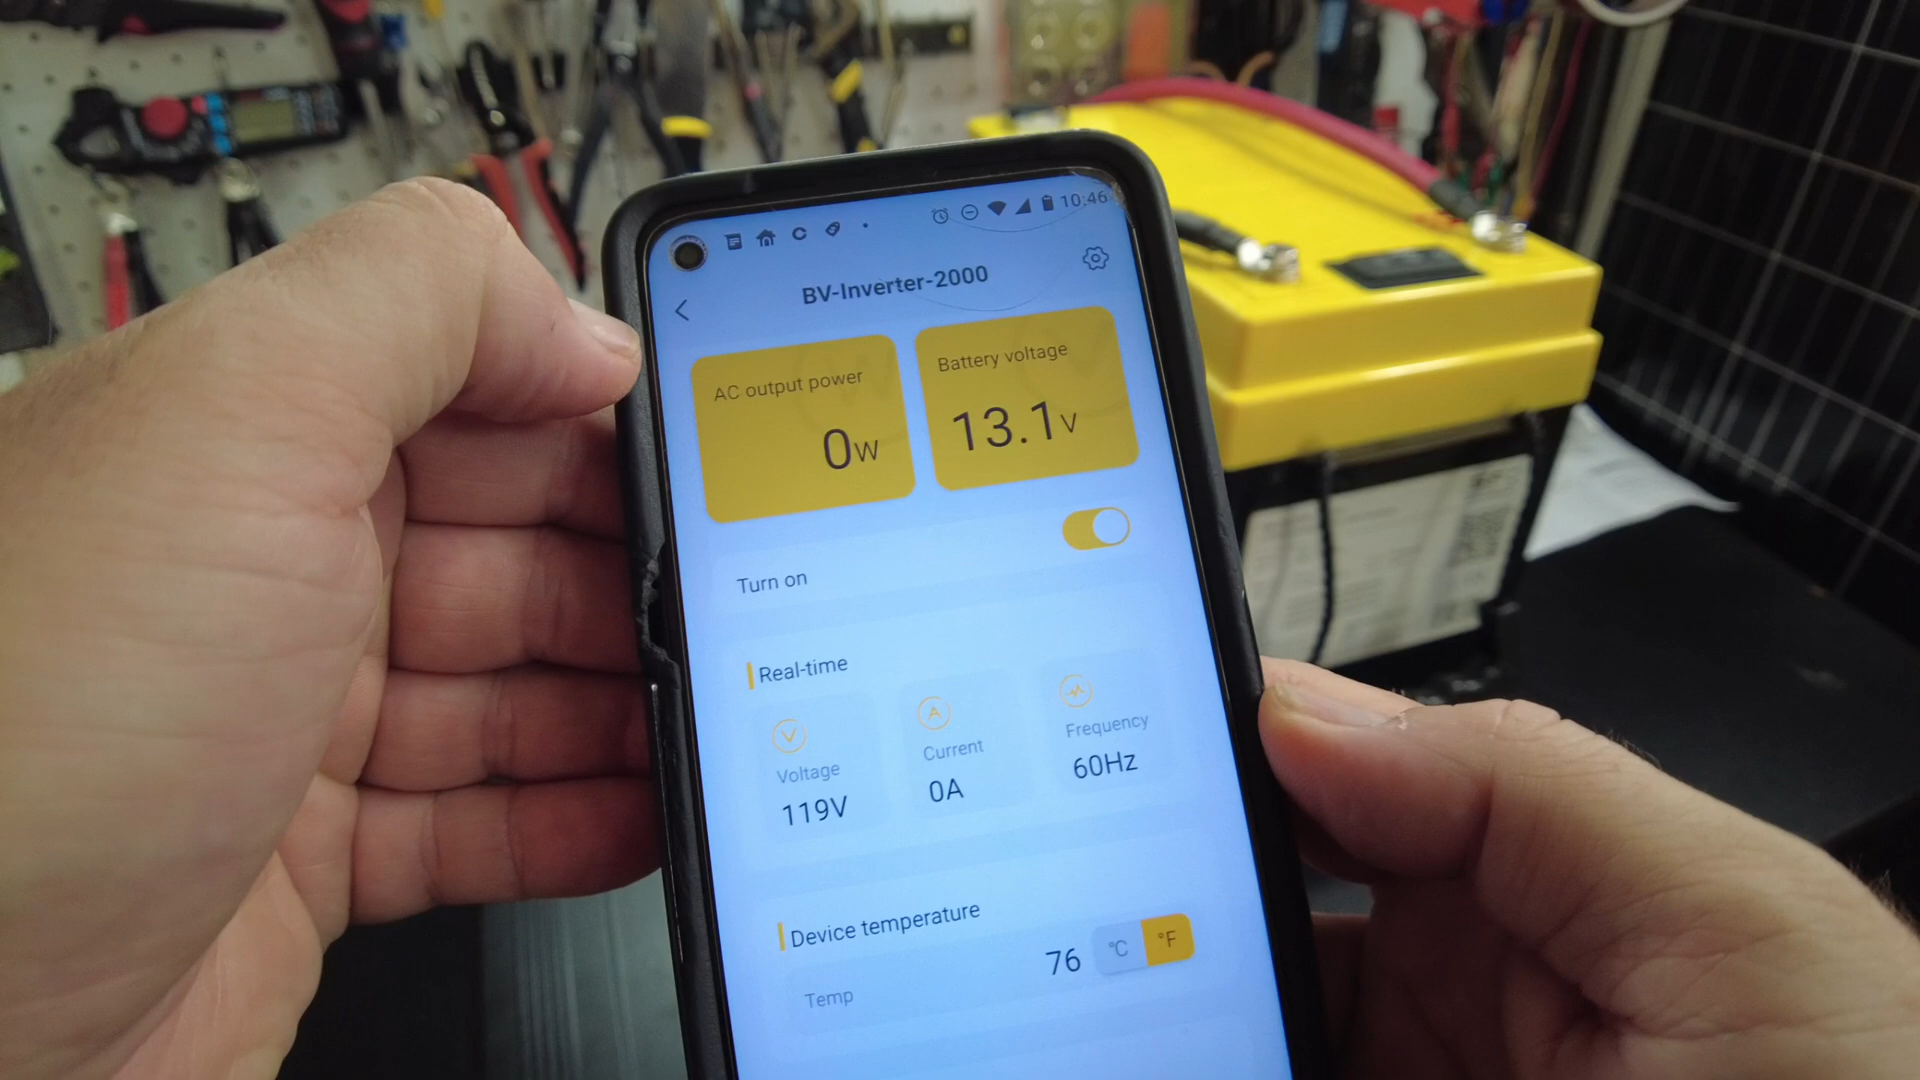 10:46
BV-Inverter-2000
AC output power
0W
Battery voltage
13.1V
Turn on
Real-time
Voltage
119V
Current
0A
Frequency
60Hz
Device temperature
Temp
76
°C
°F